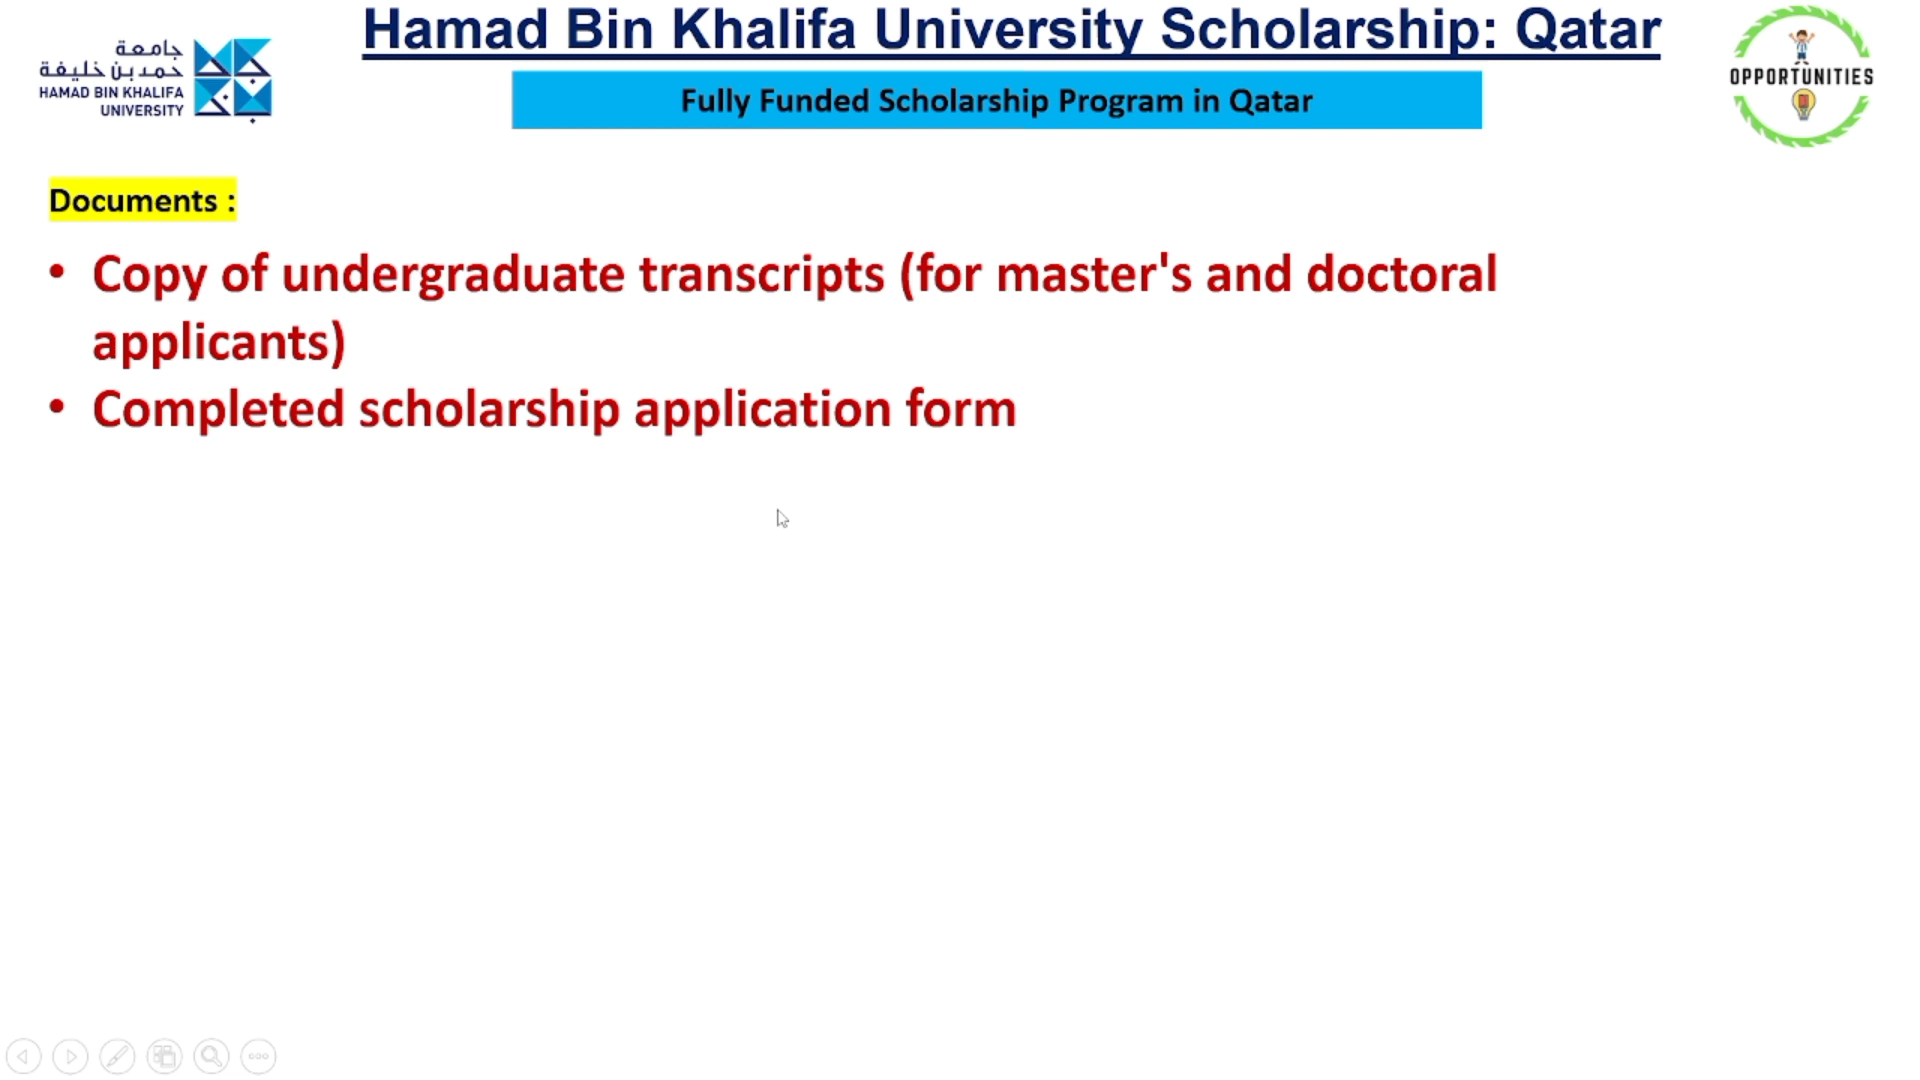 Hamad Bin Khalifa University Scholarship: Qatar
جامعة
حمد بن خليفة
HAMAD BIN KHALIFA
UNIVERSITY
Fully Funded Scholarship Program in Qatar
OPPORTUNITIES
Documents :
• Copy of undergraduate transcripts (for master's and doctoral
applicants)
• Completed scholarship application form